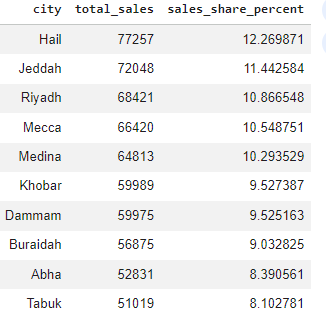 city total_sales sales_share_percent
Hail 77257 12.269871
Jeddah 72048 11.442584
Riyadh 68421 10.866548
Mecca 66420 10.548751
Medina 64813 10.293529
Khobar 59989 9.527387
Dammam 59975 9.525163
Buraidah 56875 9.032825
Abha 52831 8.390561
Tabuk 51019 8.102781